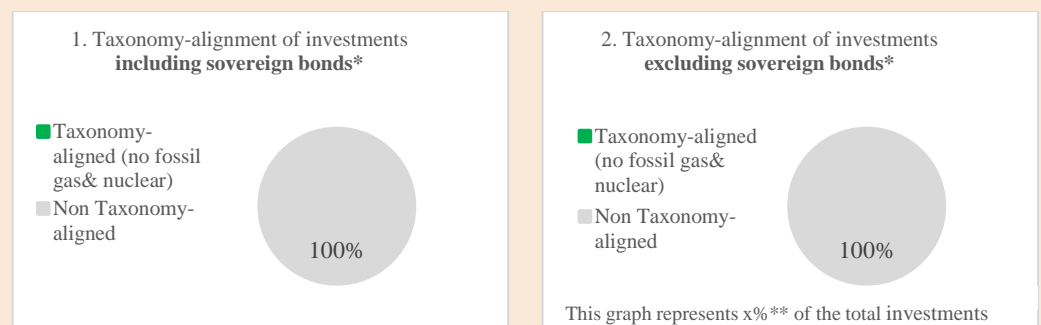 1. Taxonomy-alignment of investments
including sovereign bonds*
Taxonomy-
aligned (no fossil
gas& nuclear)
Non Taxonomy-
aligned
100%
2. Taxonomy-alignment of investments
excluding sovereign bonds*
Taxonomy-aligned
(no fossil gas&
nuclear)
Non Taxonomy-
aligned
100%
This graph represents x%** of the total investments